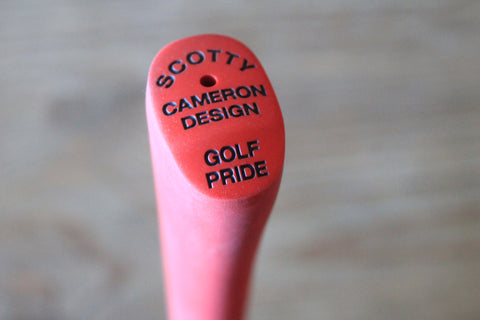 SCOTTY
CAMERON
DESIGN
GOLF
PRIDE